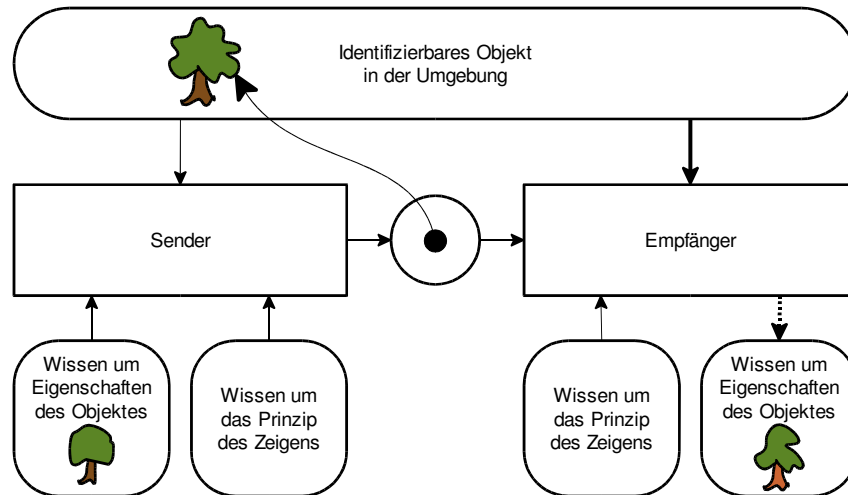 Identifizierbares Objekt
in der Umgebung
Sender
Empfänger
Wissen um
Eigenschaften
des Objektes
Wissen um
das Prinzip
des Zeigens
Wissen um
das Prinzip
des Zeigens
Wissen um
Eigenschaften
des Objektes